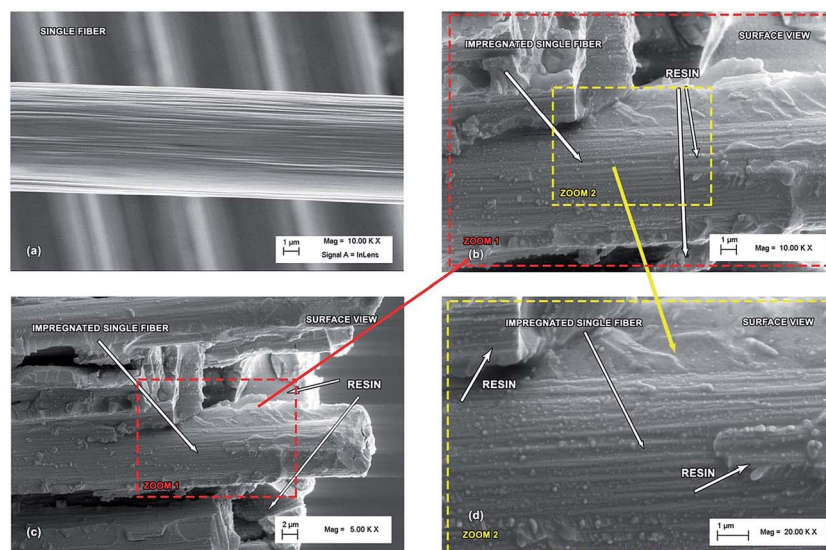 SINGLE FIBER
(a)
1 µm
Mag = 10.00 K X
Signal A = InLens
IMPREGNATED SINGLE FIBER
SURFACE VIEW
RESIN
ZOOM 2
ZOOM 1
(b)
1 µm
Mag = 10.00 K X
IMPREGNATED SINGLE FIBER
SURFACE VIEW
RESIN
ZOOM 1
(c)
2 µm
Mag = 5.00 K X
IMPREGNATED SINGLE FIBER
SURFACE VIEW
RESIN
RESIN
(d)
ZOOM 2
1 µm
Mag = 20.00 K X